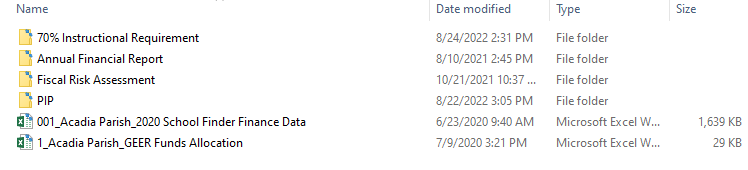 Name Date modified Type Size
70% Instructional Requirement 8/24/2022 2:31 PM File folder
Annual Financial Report 8/10/2021 2:45 PM File folder
Fiscal Risk Assessment 10/21/2021 10:37 ... File folder
PIP 8/22/2022 3:05 PM File folder
001_Acadia Parish_2020 School Finder Finance Data 6/23/2020 9:40 AM Microsoft Excel W... 1,639 KB
1_Acadia Parish_GEER Funds Allocation 7/9/2020 3:21 PM Microsoft Excel W... 29 KB